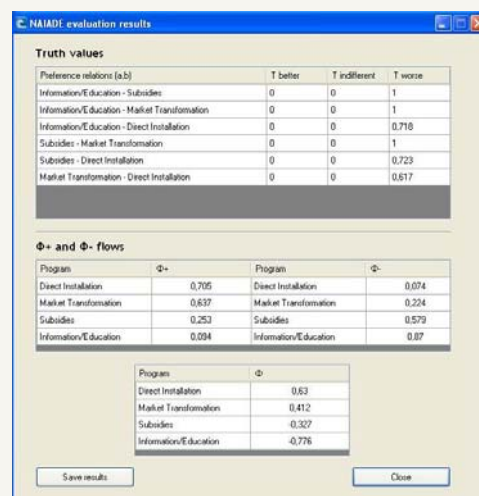 NAIADE evaluation results
Truth values
Preference relations (a,b) T better T indifferent T worse
Information/Education - Subsidies 0 0 1
Information/Education - Market Transformation 0 0 1
Information/Education - Direct Installation 0 0 0,718
Subsidies - Market Transformation 0 0 1
Subsidies - Direct Installation 0 0 0,723
Market Transformation - Direct Installation 0 0 0,617
Φ+ and Φ- flows
Program Φ+ Program Φ-
Direct Installation 0,705 Direct Installation 0,074
Market Transformation 0,637 Market Transformation 0,224
Subsidies 0,253 Subsidies 0,579
Information/Education 0,094 Information/Education 0,87
Program Φ
Direct Installation 0,63
Market Transformation 0,412
Subsidies -0,327
Information/Education -0,776
Save results Close